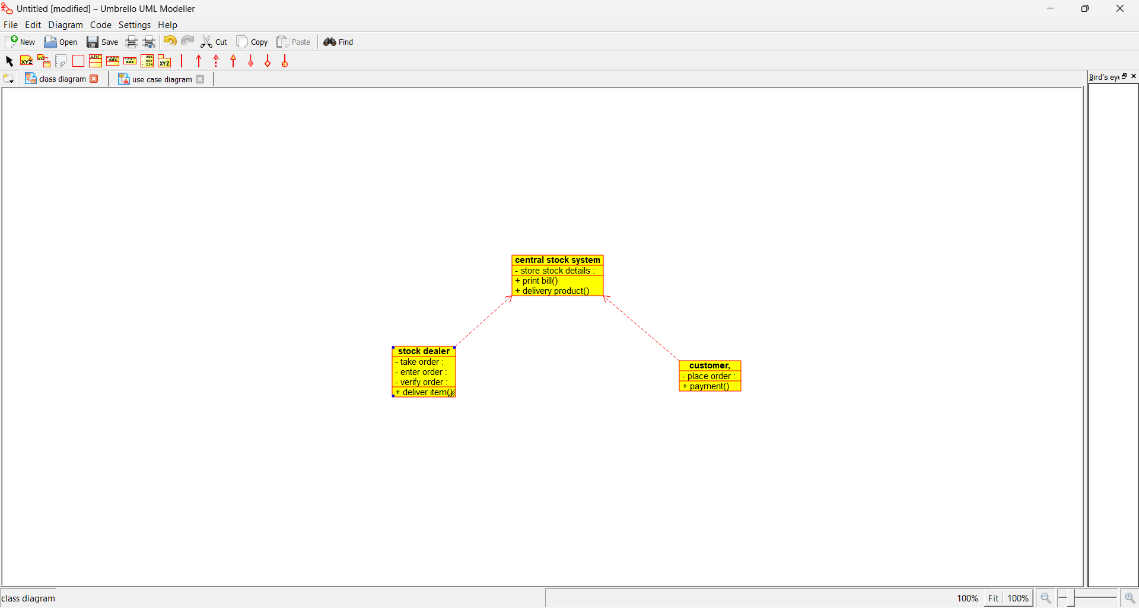 Untitled [modified] – Umbrello UML Modeller
File Edit Diagram Code Settings Help
New Open Save Cut Copy Paste Find
class diagram use case diagram
Bird's eye
central stock system
- store stock details :
+ print bill()
+ delivery product()
stock dealer
- take order :
- enter order :
- verify order :
+ deliver item()
customer,
- place order :
+ payment()
class diagram
100% Fit 100%